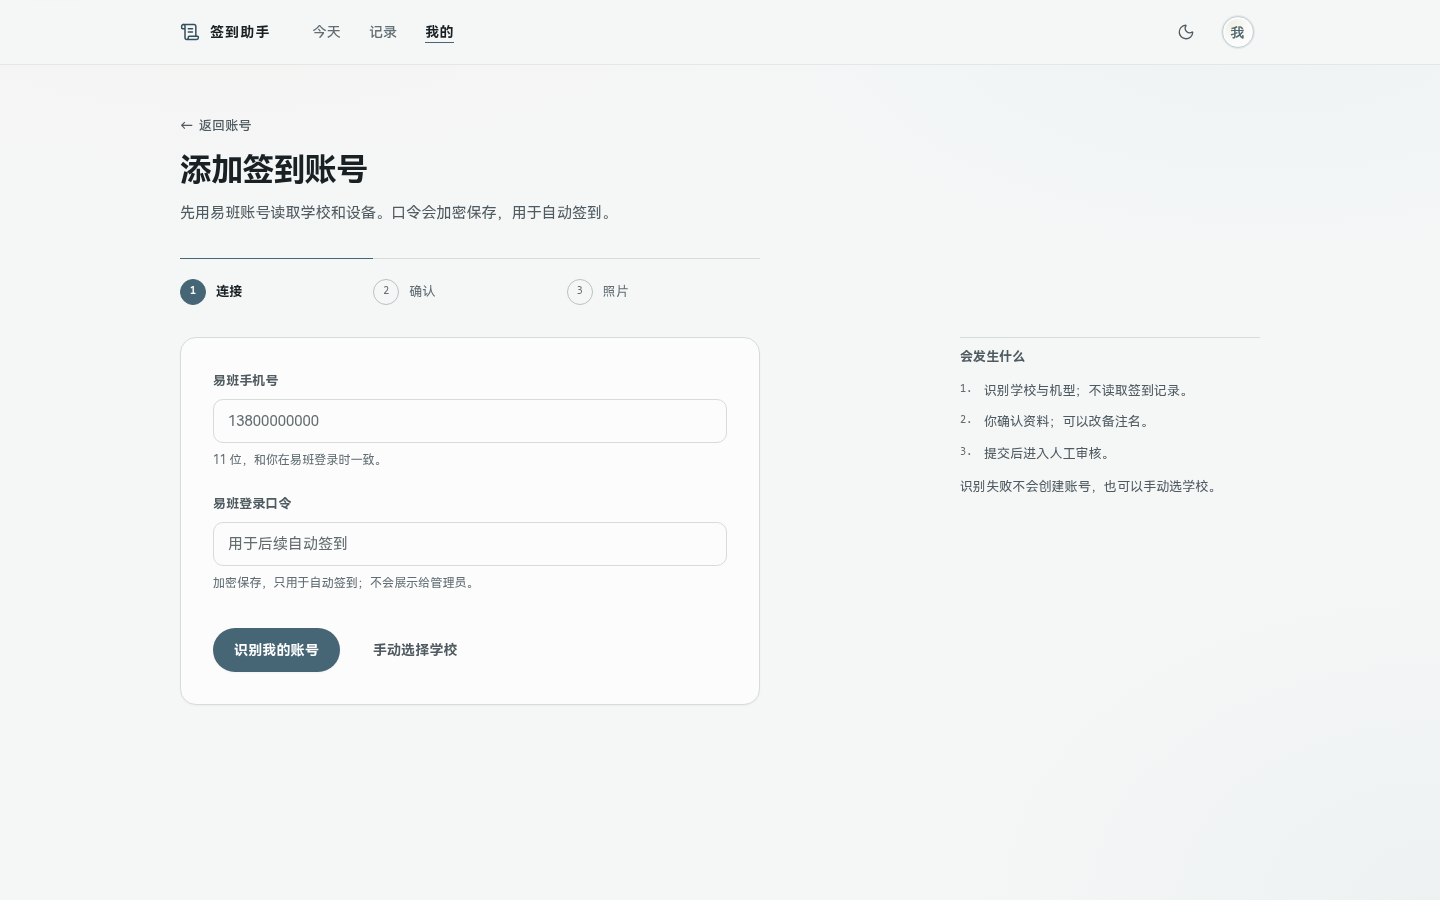 签到助手
今天
记录
我的
我
← 返回账号
添加签到账号
先用易班账号读取学校和设备。口令会加密保存，用于自动签到。
1 连接
2 确认
3 照片
易班手机号
13800000000
11 位，和你在易班登录时一致。
易班登录口令
用于后续自动签到
加密保存，只用于自动签到；不会展示给管理员。
识别我的账号
手动选择学校
会发生什么
1. 识别学校与机型；不读取签到记录。
2. 你确认资料；可以改备注名。
3. 提交后进入人工审核。
识别失败不会创建账号，也可以手动选学校。